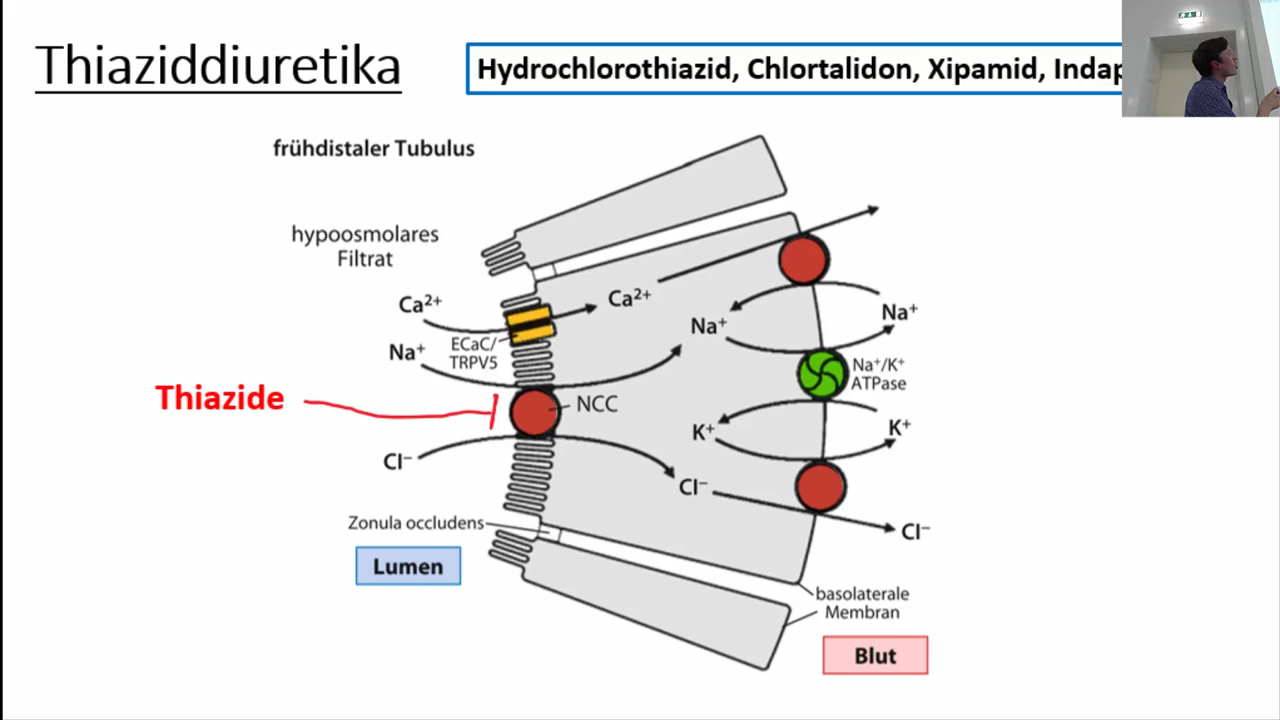 Thiaziddiuretika
Hydrochlorothiazid, Chlortalidon, Xipamid,
frühdistaler Tubulus
hypoosmolares
Filtrat
Ca²⁺
Ca²⁺
Na⁺
Na⁺
Na⁺
ECaC/
TRPV5
Na⁺/K⁺
ATPase
Thiazide
NCC
K⁺
K⁺
Cl⁻
Cl⁻
Cl⁻
Zonula occludens
Lumen
basolaterale
Membran
Blut